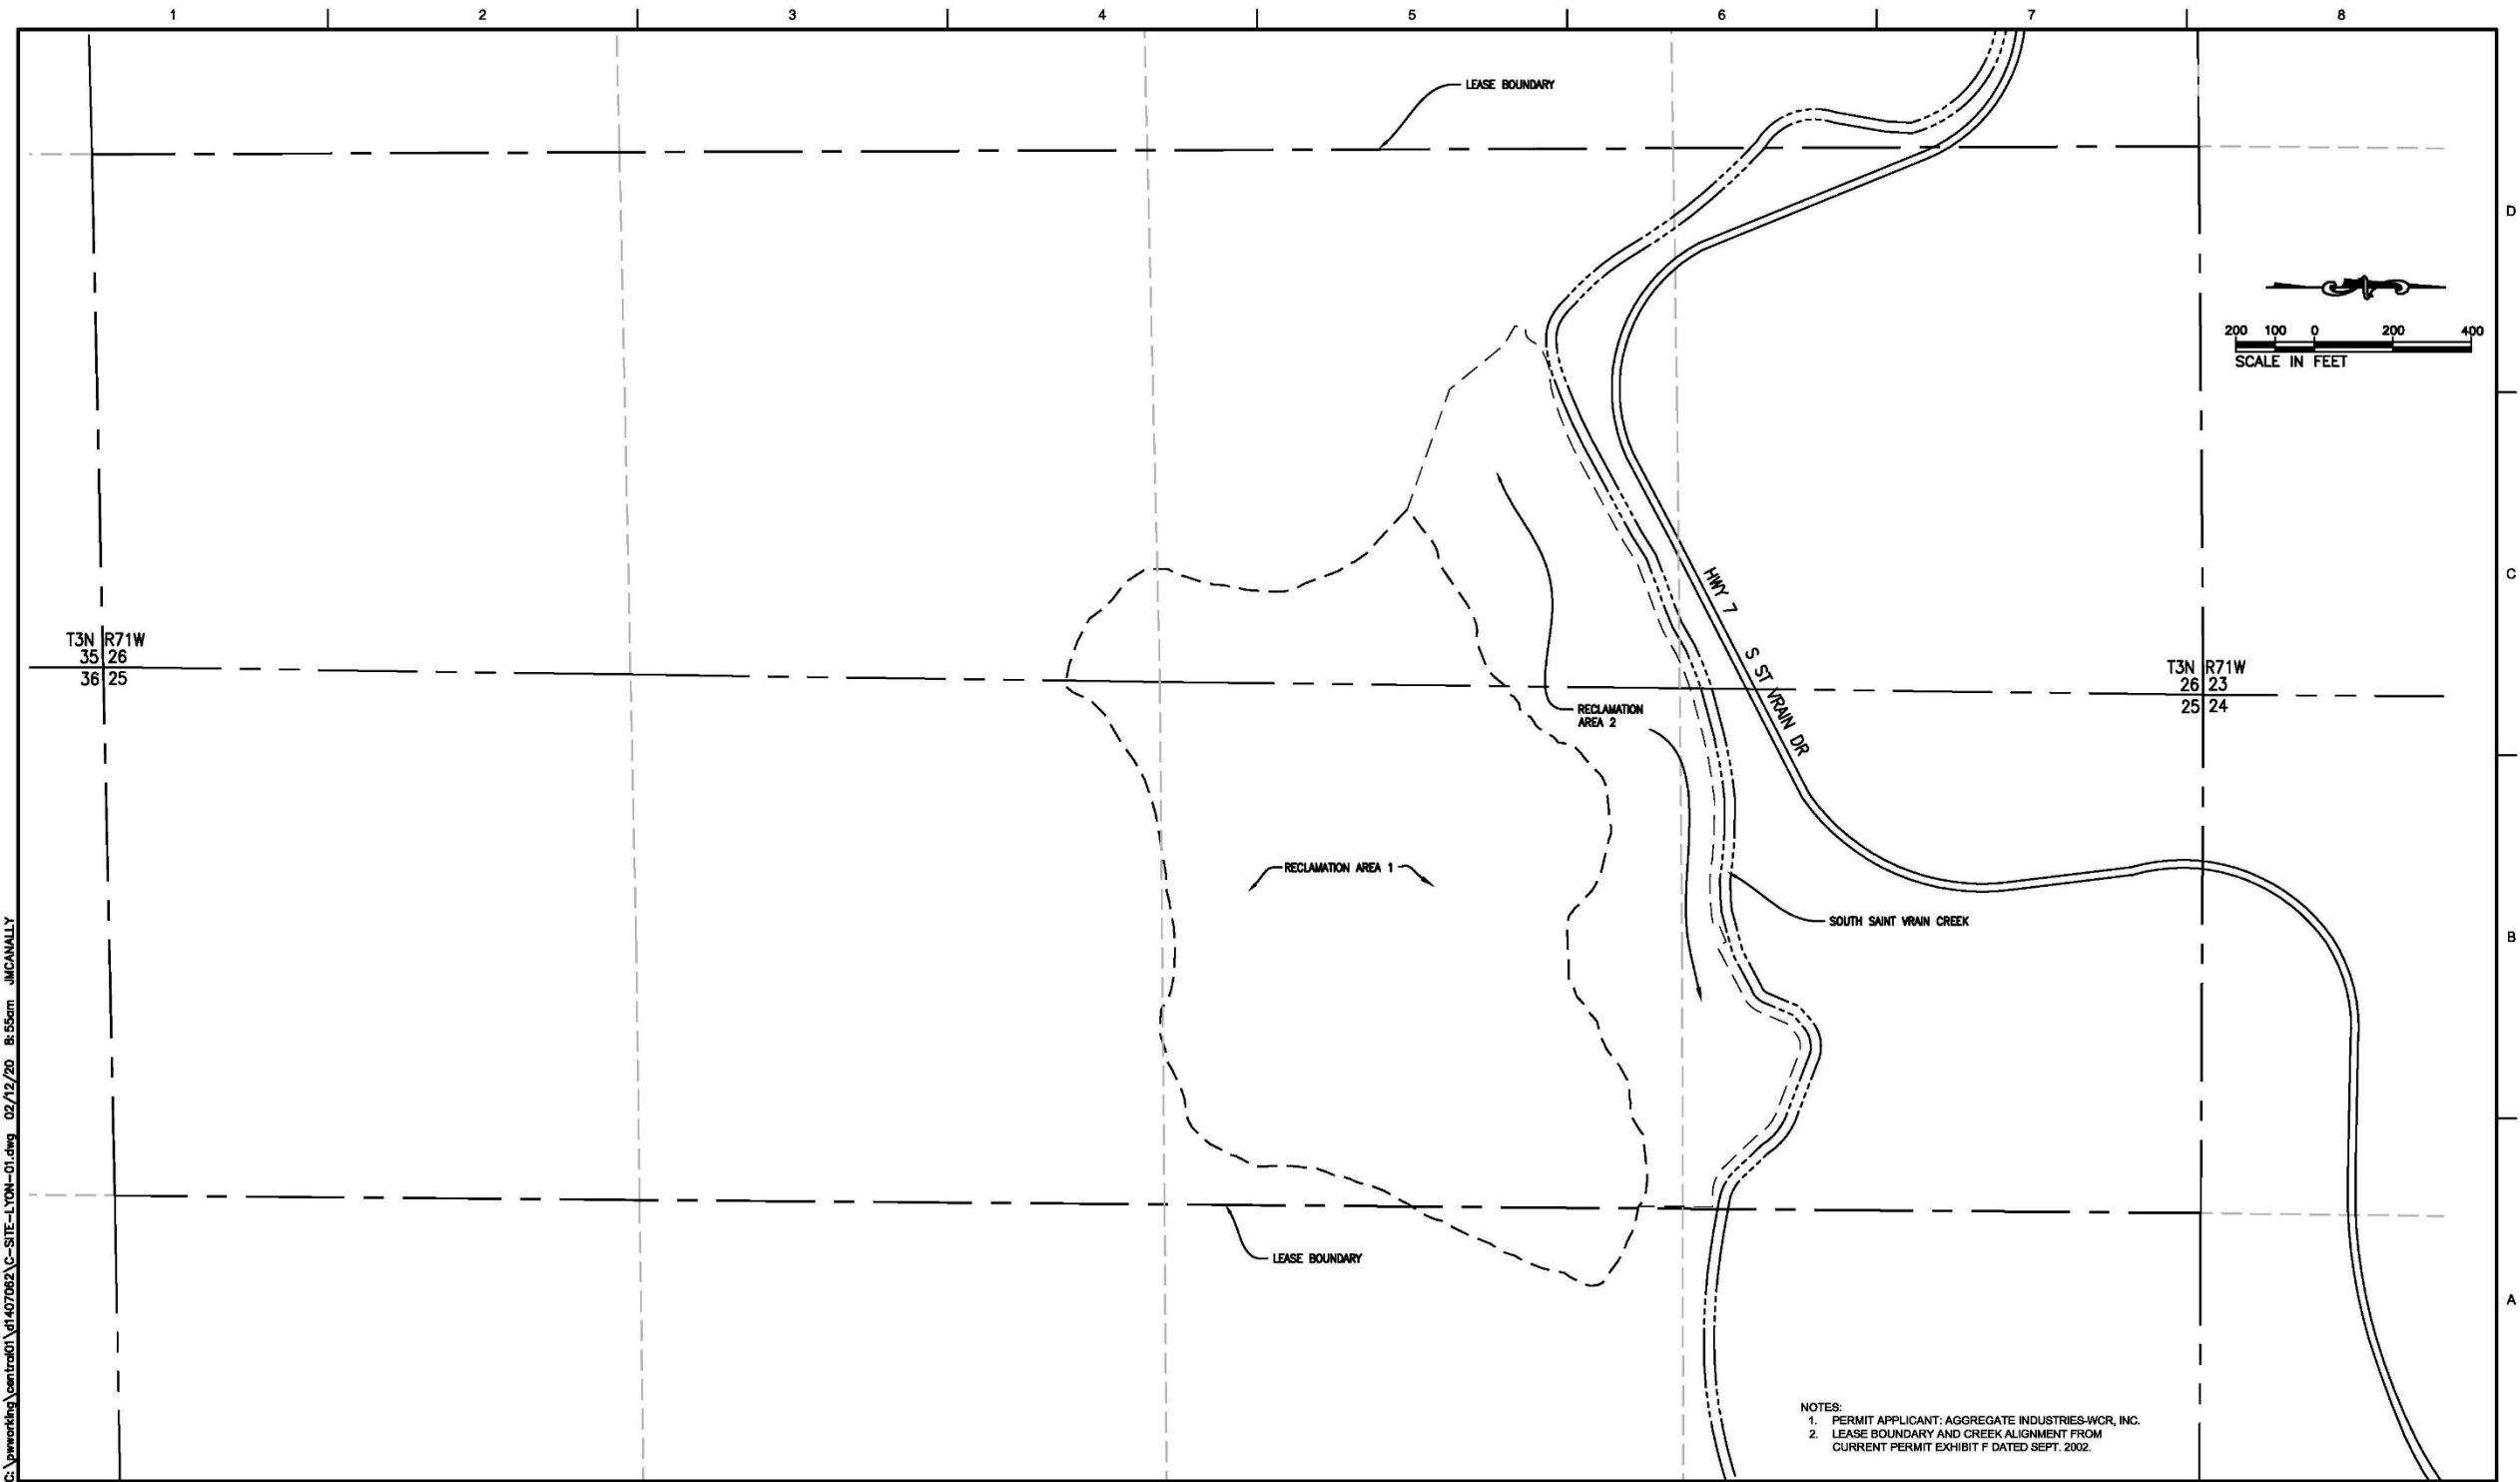 1 2 3 4 5 6 7 8
LEASE BOUNDARY
D
200 100 0 200 400
SCALE IN FEET
C
HWY 7
S ST VRAIN DR
T3N R71W
35 26
36 25
T3N R71W
26 23
25 24
RECLAMATION
AREA 2
RECLAMATION AREA 1
SOUTH SAINT VRAIN CREEK
B
LEASE BOUNDARY
A
NOTES:
1. PERMIT APPLICANT: AGGREGATE INDUSTRIES-WCR, INC.
2. LEASE BOUNDARY AND CREEK ALIGNMENT FROM
CURRENT PERMIT EXHIBIT F DATED SEPT. 2002.
C:\pwworking\central01\d1407062\C-SITE-LYON-01.dwg 02/12/20 8:55am JMCANALLY